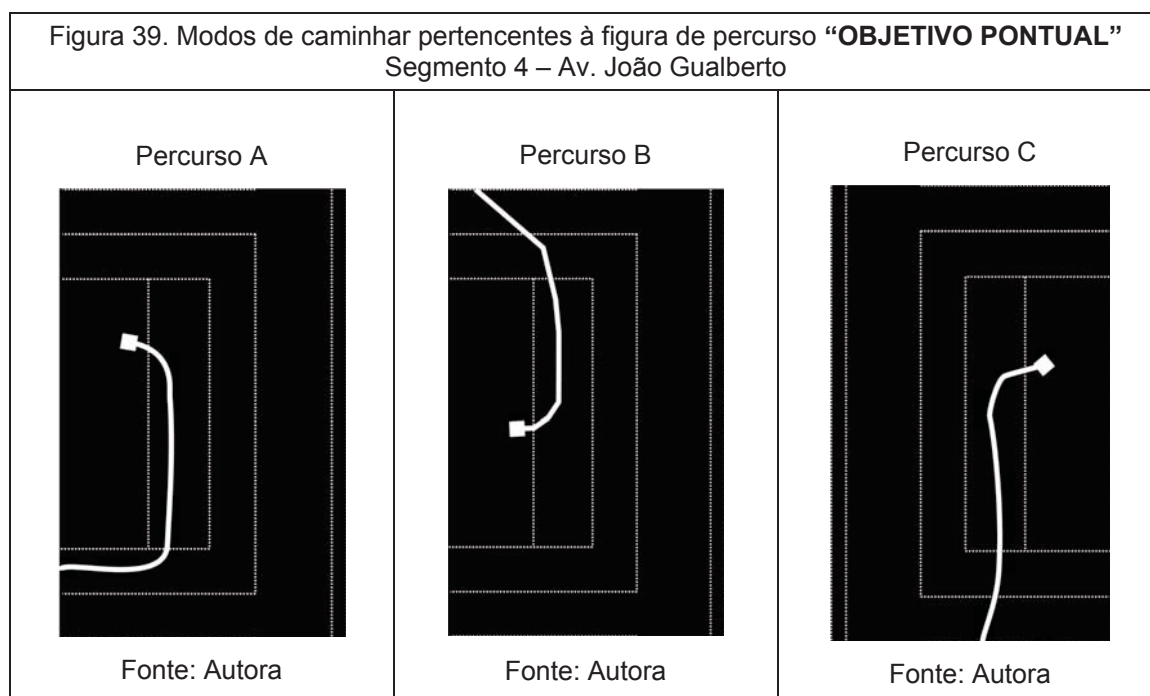 Figura 39. Modos de caminhar pertencentes à figura de percurso “OBJETIVO PONTUAL”
Segmento 4 – Av. João Gualberto
Percurso A
Percurso B
Percurso C
Fonte: Autora
Fonte: Autora
Fonte: Autora